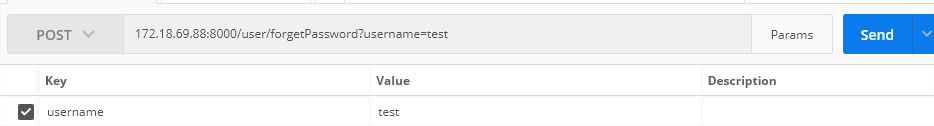 POST 172.18.69.88:8000/user/forgetPassword?username=test Params Send
Key Value Description
username test